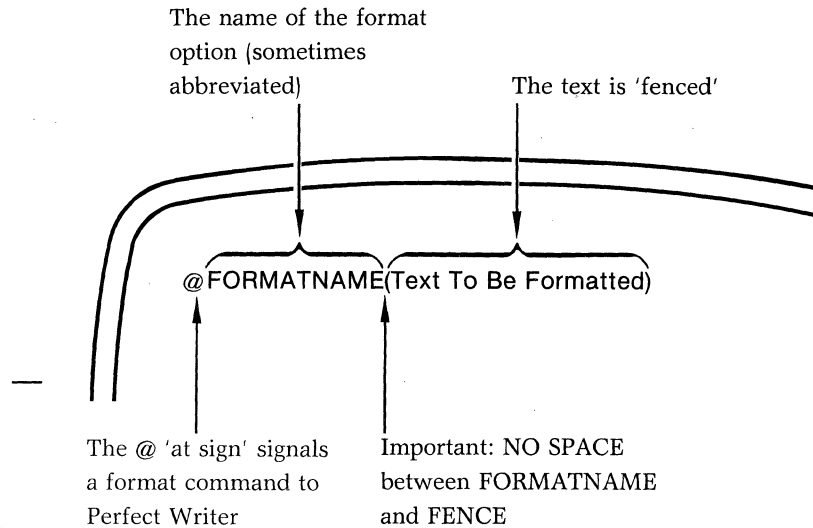 The name of the format
option (sometimes
abbreviated)
The text is 'fenced'
@FORMATNAME(Text To Be Formatted)
The @ 'at sign' signals
a format command to
Perfect Writer
Important: NO SPACE
between FORMATNAME
and FENCE